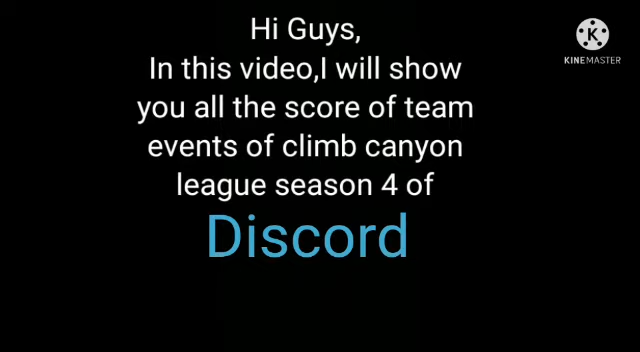 Hi Guys,
In this video,I will show
you all the score of team
events of climb canyon
league season 4 of
Discord
K
KINEMASTER